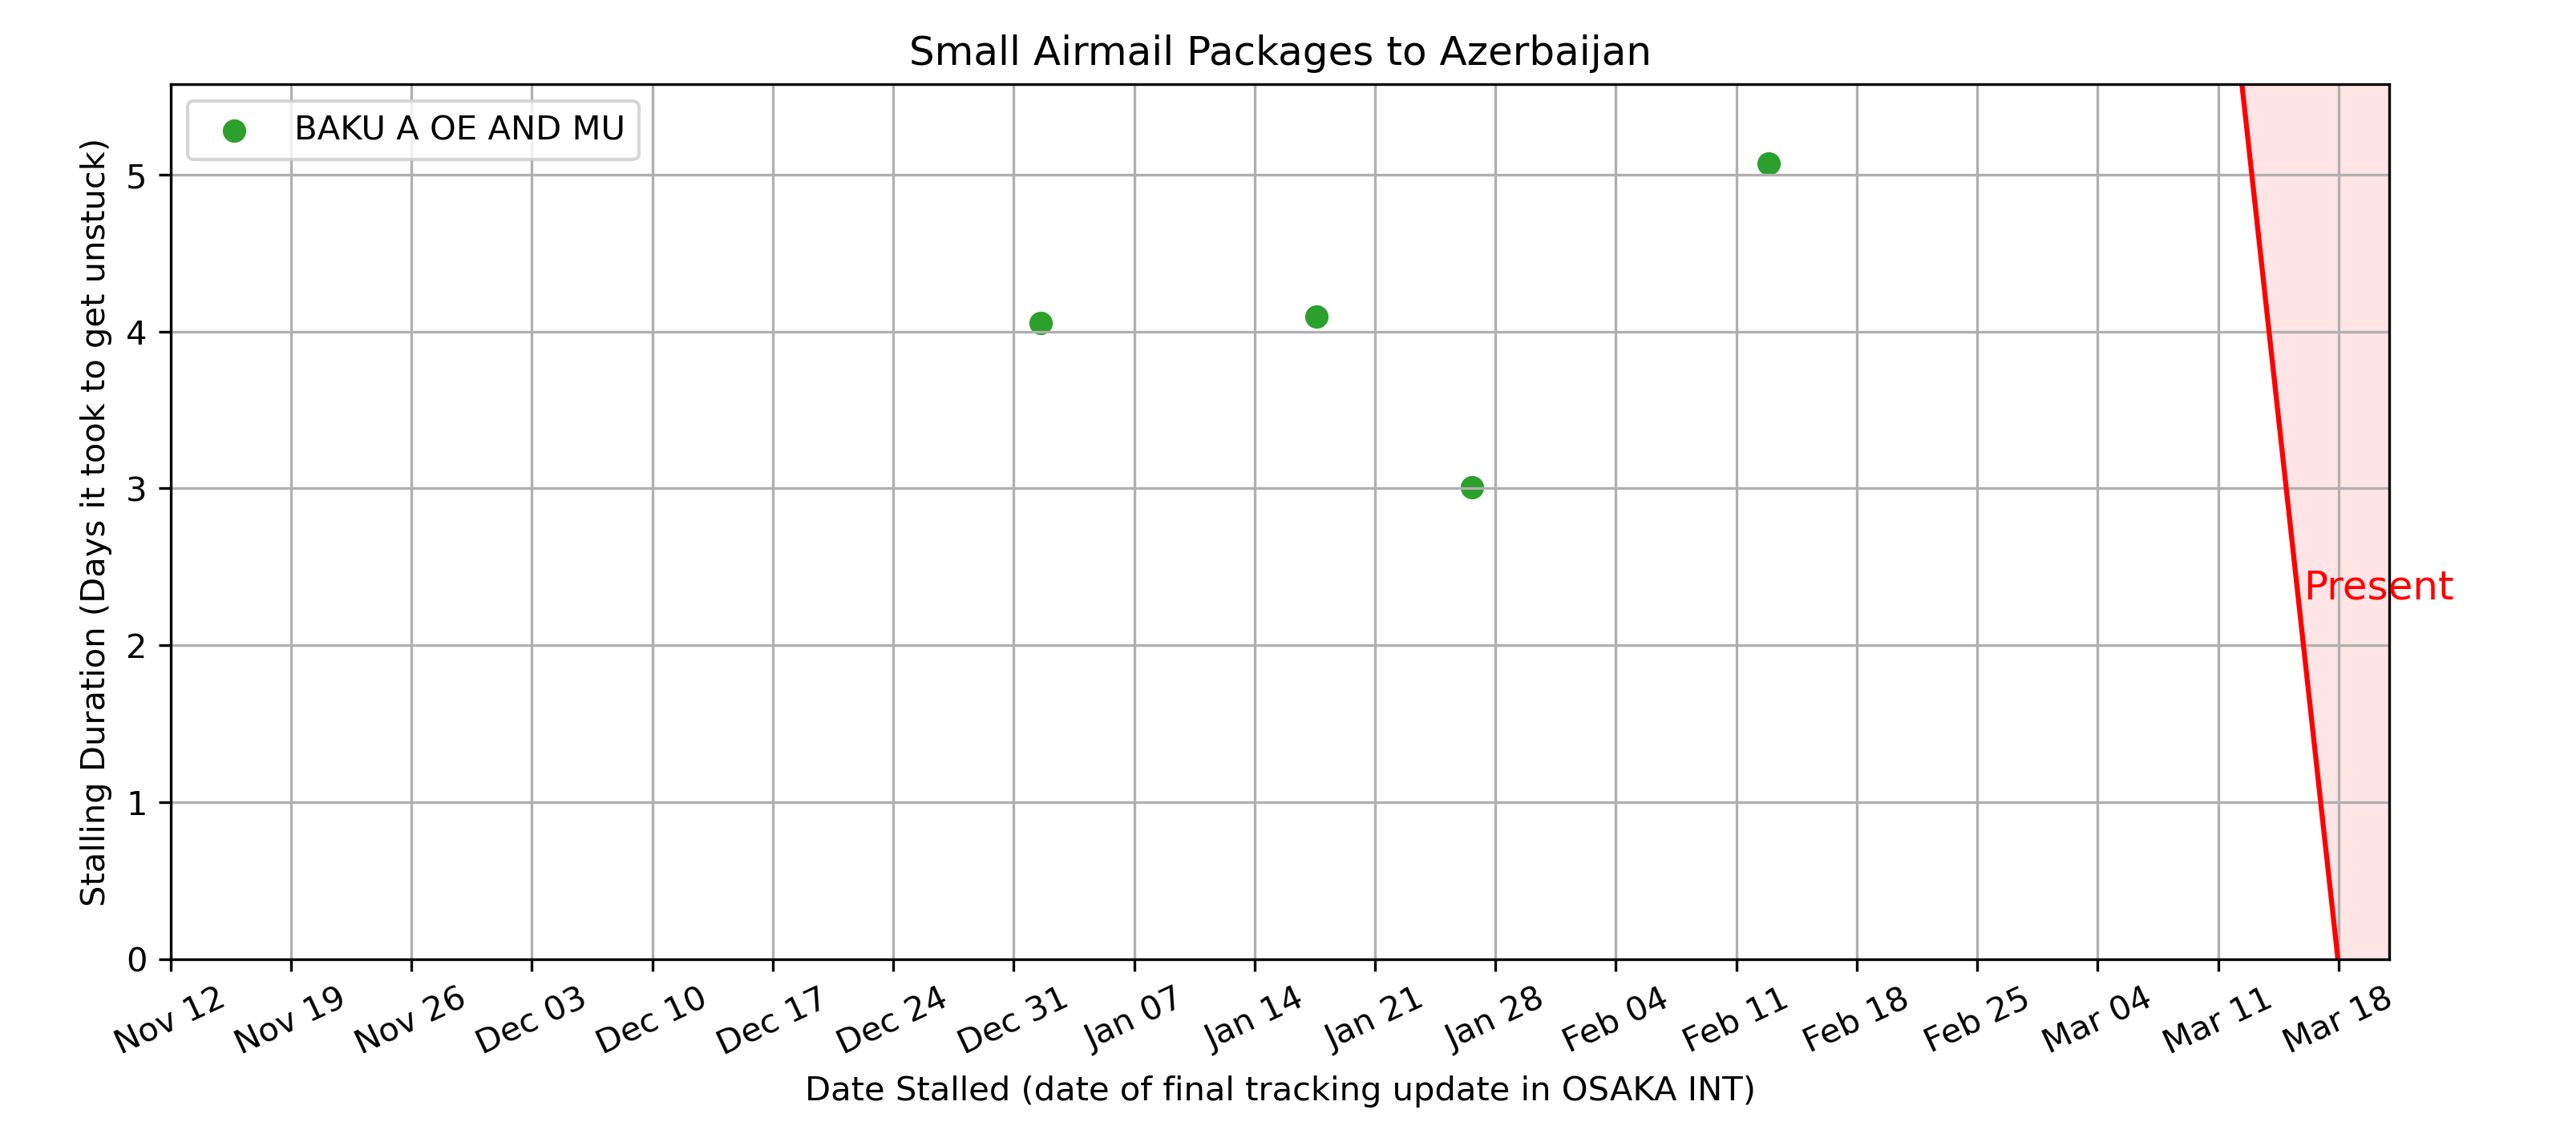 Small Airmail Packages to Azerbaijan
BAKU A OE AND MU
Stalling Duration (Days it took to get unstuck)
5
4
3
2
1
0
Present
Nov 12 Nov 19 Nov 26 Dec 03 Dec 10 Dec 17 Dec 24 Dec 31 Jan 07 Jan 14 Jan 21 Jan 28 Feb 04 Feb 11 Feb 18 Feb 25 Mar 04 Mar 11 Mar 18
Date Stalled (date of final tracking update in OSAKA INT)